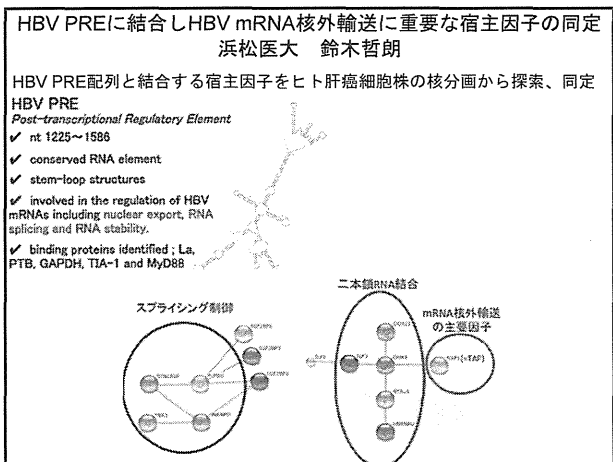 HBV PREに結合しHBV mRNA核外輸送に重要な宿主因子の同定
浜松医大　鈴木哲朗
HBV PRE配列と結合する宿主因子をヒト肝癌細胞株の核分画から探索、同定
HBV PRE
Post-transcriptional Regulatory Element
✓ nt 1225～1586
✓ conserved RNA element
✓ stem-loop structures
✓ involved in the regulation of HBV
mRNAs including nuclear export, RNA
splicing and RNA stability.
✓ binding proteins identified ; La,
PTB, GAPDH, TIA-1 and MyD88
スプライシング制御
二本鎖RNA結合
mRNA核外輸送
の主要因子
(=TAP)